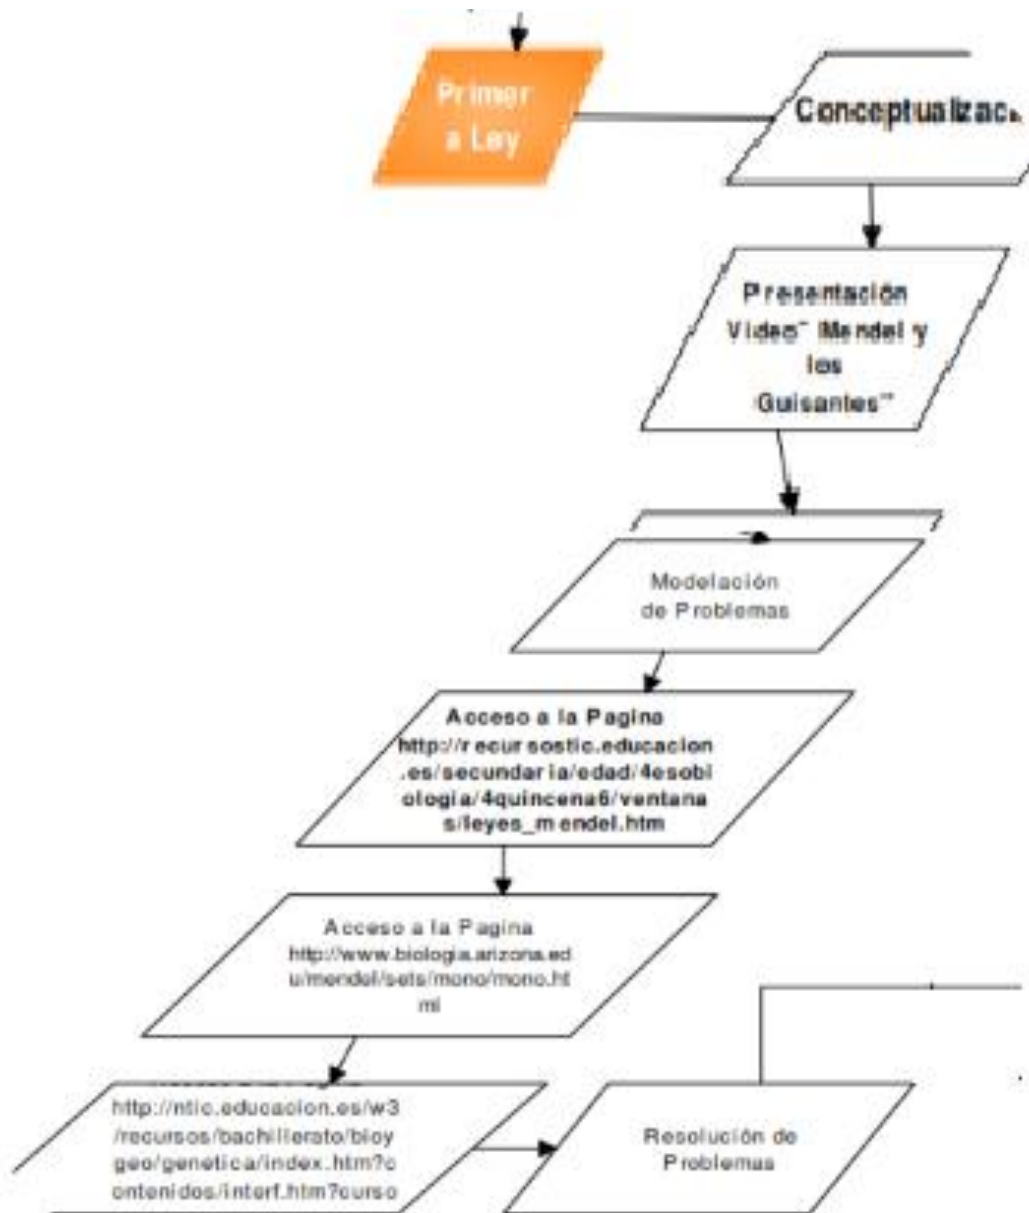 Primer
a Ley
Conceptualizac
Presentación
Video" Mendel y
los
Guisantes"
Modelación
de Problemas
Acceso a la Pagina
http://recursostic.educacion
.es/secundaria/edad/4esobi
ologia/4quincena6/ventana
s/leyes_mendel.htm
Acceso a la Pagina
http://www.biologia.arizona.ed
u/mendel/sets/mono/mono.ht
ml
http://ntic.educacion.es/w3
/recursos/bachillerato/bioy
geo/genetica/index.htm?c
ontenidos/interf.htm?curso
Resolución de
Problemas